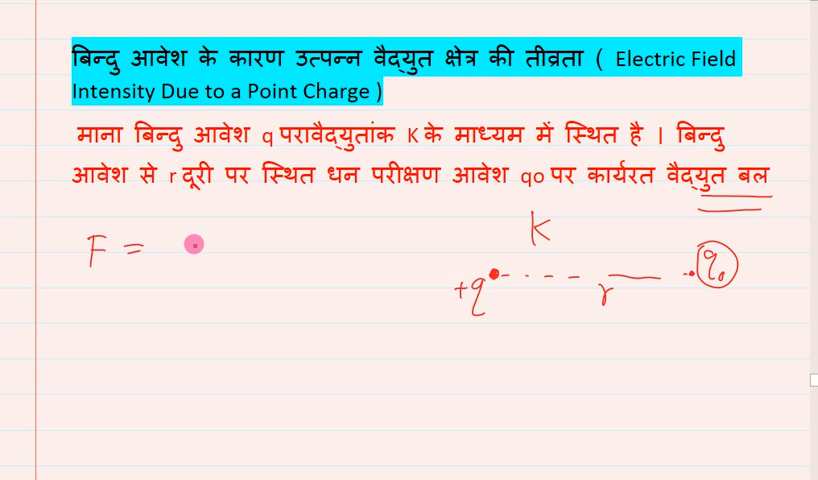 बिन्दु आवेश के कारण उत्पन्न वैद्युत क्षेत्र की तीव्रता ( Electric Field
Intensity Due to a Point Charge )
माना बिन्दु आवेश q परावैद्युतांक K के माध्यम में स्थित है । बिन्दु
आवेश से r दूरी पर स्थित धन परीक्षण आवेश qo पर कार्यरत वैद्युत बल
K
F =
+q
r
q₀